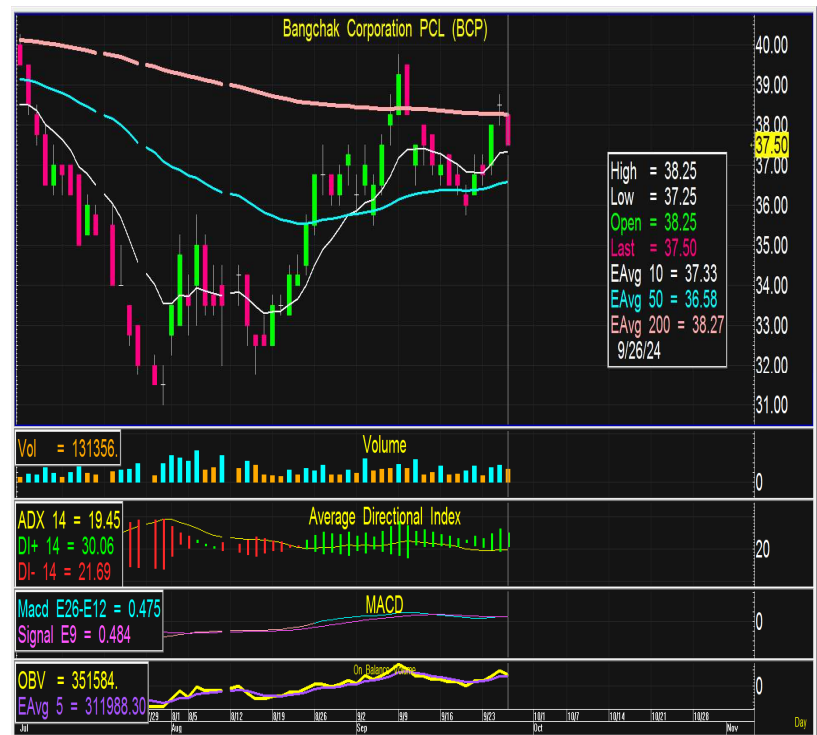 Bangchak Corporation PCL (BCP)
40.00
39.00
38.00
37.50
37.00
36.00
35.00
34.00
33.00
32.00
31.00
High = 38.25
Low = 37.25
Open = 38.25
Last = 37.50
EAvg 10 = 37.33
EAvg 50 = 36.58
EAvg 200 = 38.27
9/26/24
Vol = 131356.
Volume
0
ADX 14 = 19.45
DI+ 14 = 30.06
DI- 14 = 21.69
Average Directional Index
20
Macd E26-E12 = 0.475
Signal E9 = 0.484
MACD
0
OBV = 351584.
EAvg 5 = 311988.30
On Balance Volume
0
/29 8/1 8/5 8/12 8/19 8/26 9/2 9/9 9/16 9/23 10/1 10/7 10/14 10/21 10/28
Jul Aug Sep Oct Nov
Day